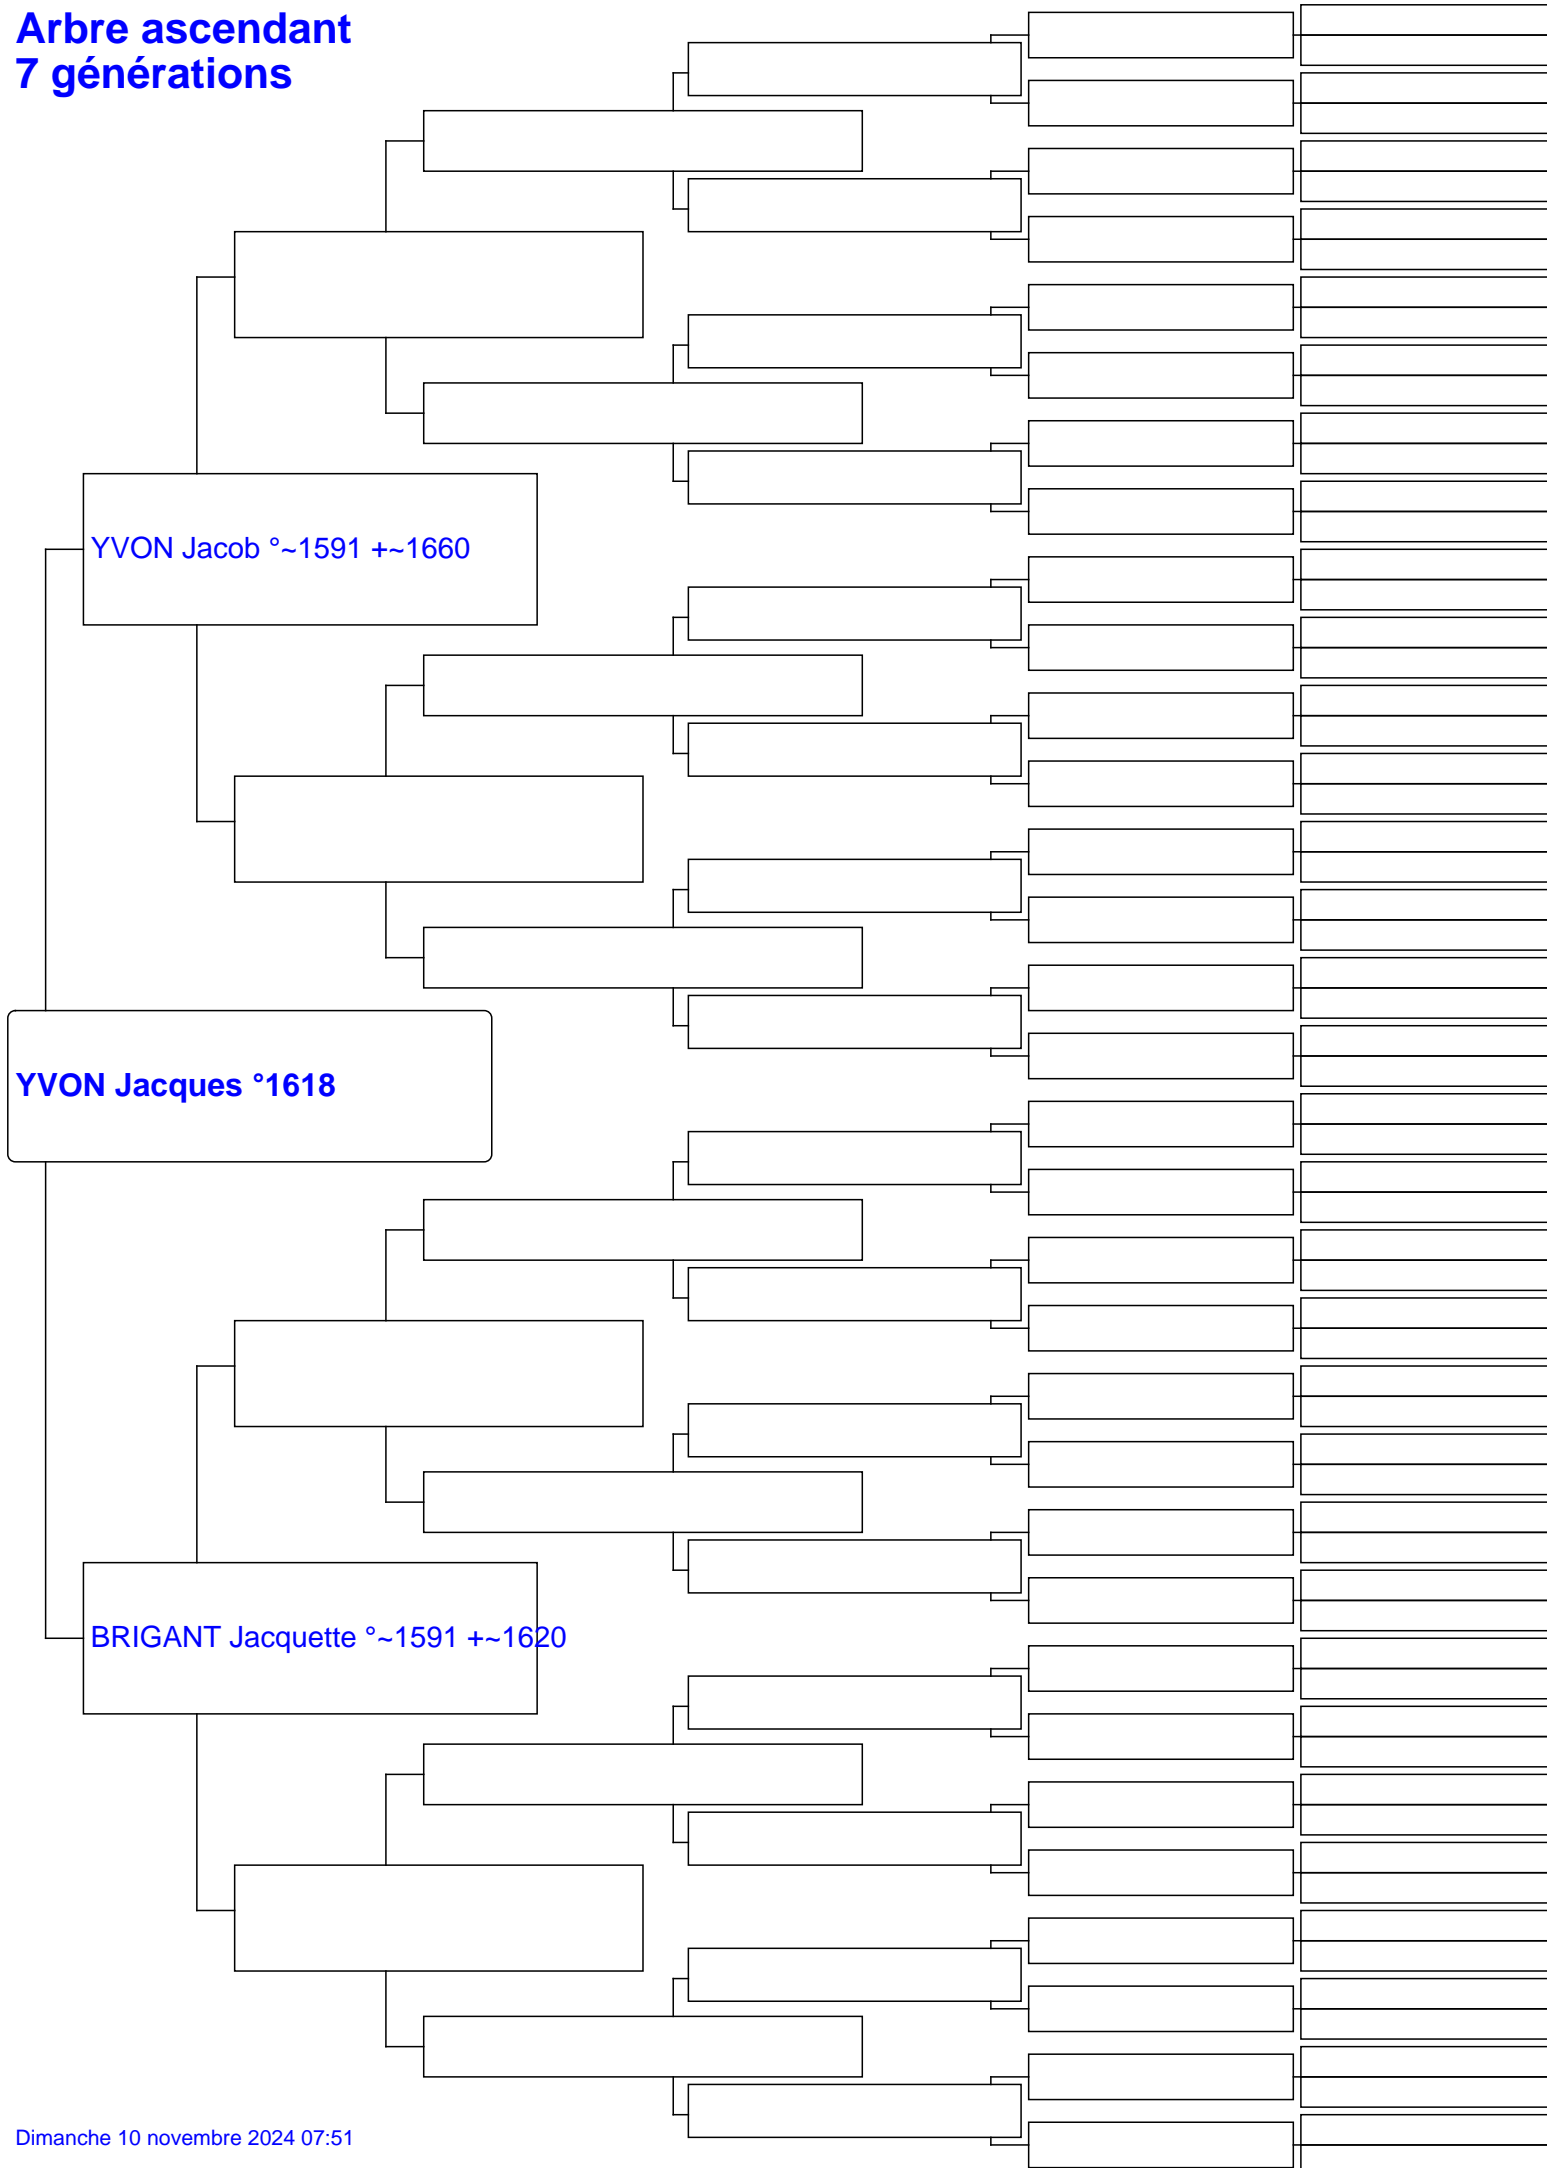 Arbre ascendant
7 générations
YVON Jacob °~1591 +~1660
YVON Jacques °1618
BRIGANT Jacquette °~1591 +~1620
Dimanche 10 novembre 2024 07:51